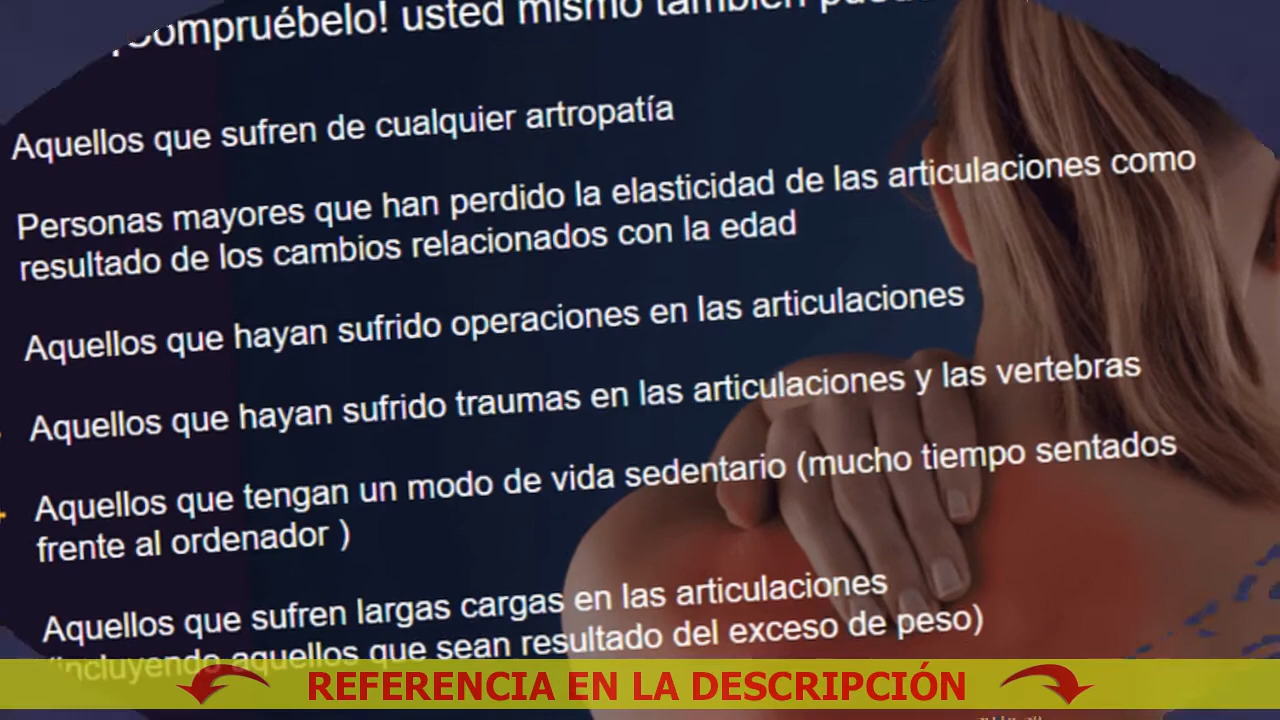 ¡Compruébelo! usted mismo también
Aquellos que sufren de cualquier artropatía
Personas mayores que han perdido la elasticidad de las articulaciones como
resultado de los cambios relacionados con la edad
Aquellos que hayan sufrido operaciones en las articulaciones
Aquellos que hayan sufrido traumas en las articulaciones y las vertebras
Aquellos que tengan un modo de vida sedentario (mucho tiempo sentados
frente al ordenador )
Aquellos que sufren largas cargas en las articulaciones
(incluyendo aquellos que sean resultado del exceso de peso)
REFERENCIA EN LA DESCRIPCIÓN